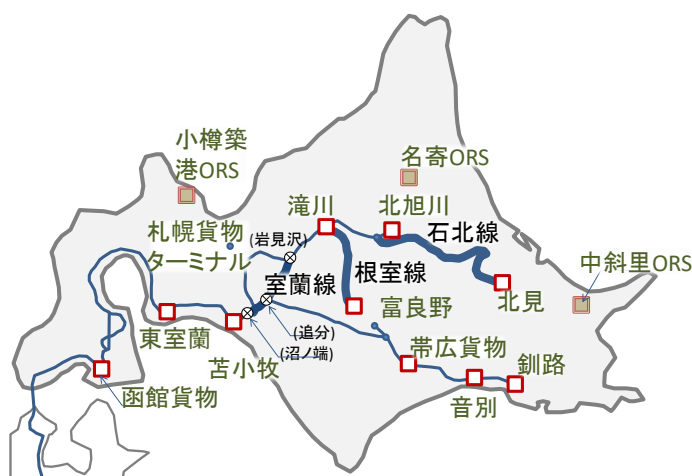 小樽築
港ORS
名寄ORS
滝川
北旭川
石北線
札幌貨物
ターミナル
(岩見沢)
室蘭線
根室線
中斜里ORS
北見
富良野
東室蘭
(追分)
(沼ノ端)
苫小牧
帯広貨物
釧路
音別
函館貨物